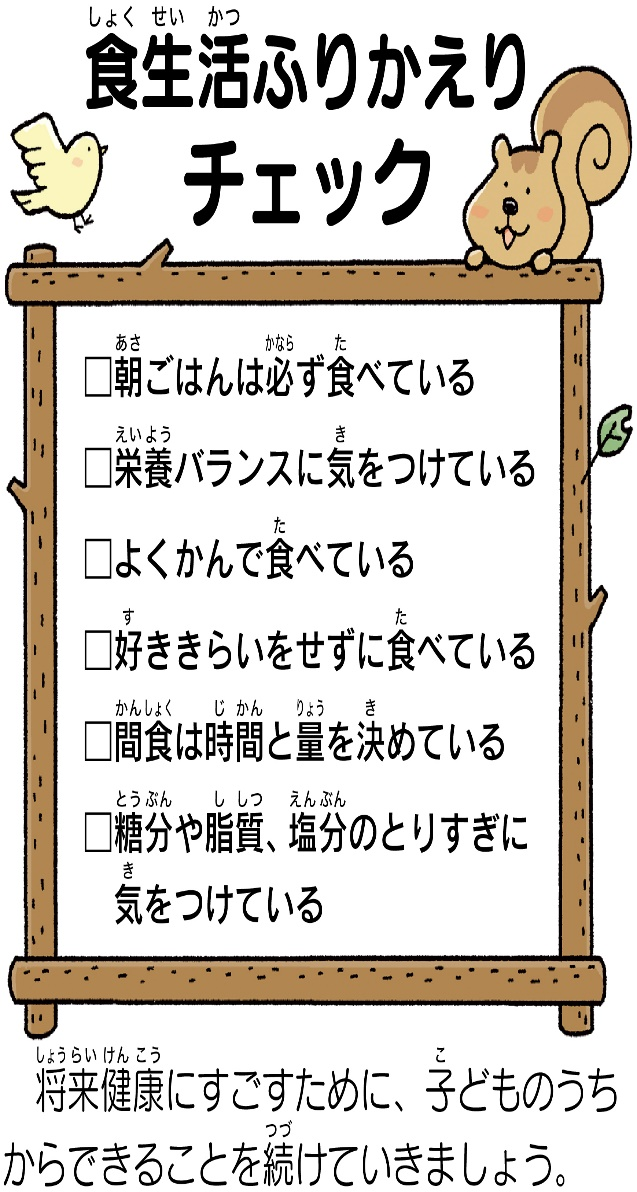 食生活ふりかえり
チェック
□朝ごはんは必ず食べている
□栄養バランスに気をつけている
□よくかんで食べている
□好ききらいをせずに食べている
□間食は時間と量を決めている
□糖分や脂質、塩分のとりすぎに
気をつけている
将来健康にすごすために、子どものうち
からできることを続けていきましょう。